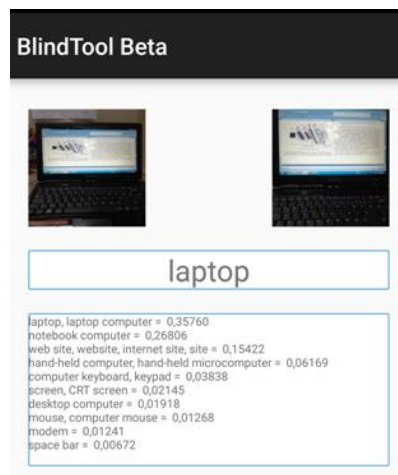 BlindTool Beta
laptop
laptop, laptop computer = 0,35760
notebook computer = 0,26806
web site, website, internet site, site = 0,15422
hand-held computer, hand-held microcomputer = 0,06169
computer keyboard, keypad = 0,03838
screen, CRT screen = 0,02145
desktop computer = 0,01918
mouse, computer mouse = 0,01268
modem = 0,01241
space bar = 0,00672